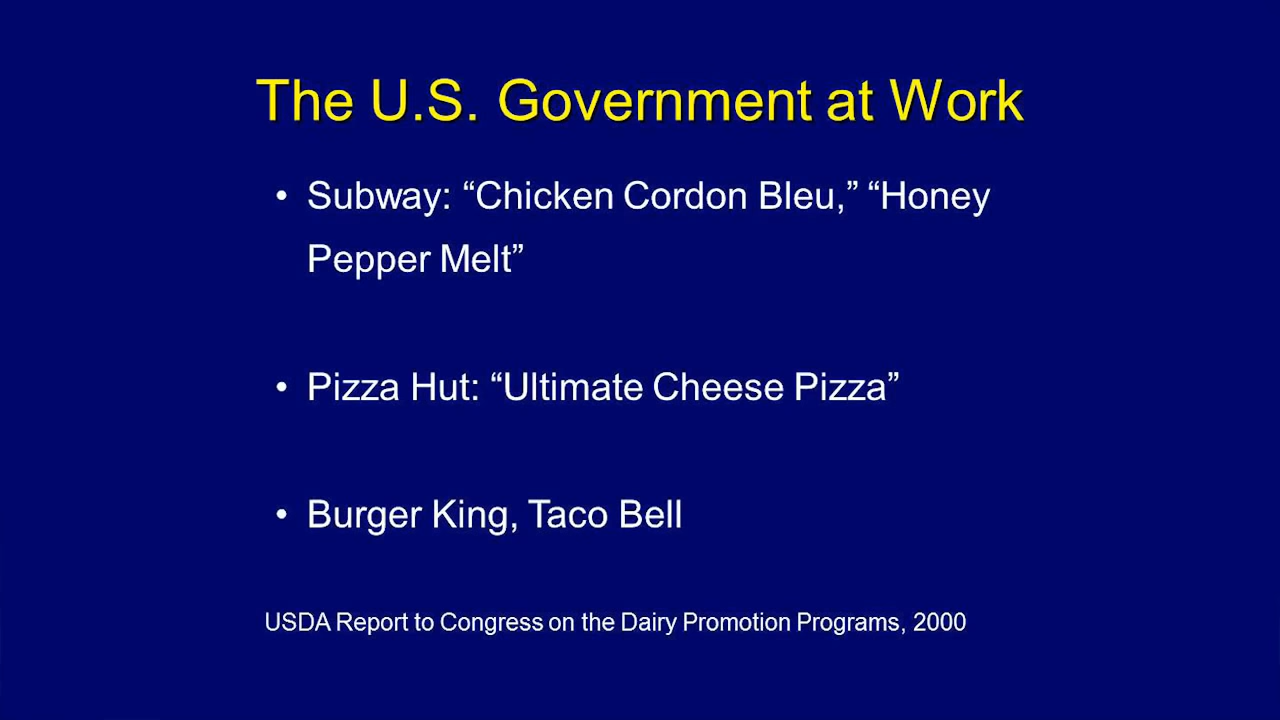 The U.S. Government at Work
• Subway: “Chicken Cordon Bleu,” “Honey
Pepper Melt”
• Pizza Hut: “Ultimate Cheese Pizza”
• Burger King, Taco Bell
USDA Report to Congress on the Dairy Promotion Programs, 2000